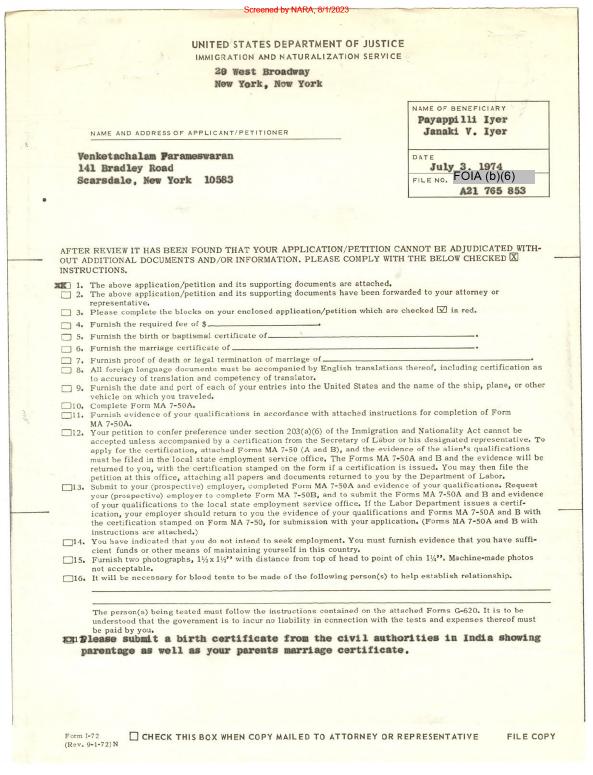 Screened by NARA, 8/1/2023
UNITED STATES DEPARTMENT OF JUSTICE
IMMIGRATION AND NATURALIZATION SERVICE
20 West Broadway
New York, New York
NAME OF BENEFICIARY
Payappilli Iyer
Janaki V. Iyer
NAME AND ADDRESS OF APPLICANT/PETITIONER
DATE
July 3, 1974
Venketachalam Parameswaran
141 Bradley Road
Scarsdale, New York 10583
FILE NO. FOIA (b)(6)
A21 765 853
AFTER REVIEW IT HAS BEEN FOUND THAT YOUR APPLICATION/PETITION CANNOT BE ADJUDICATED WITH-
OUT ADDITIONAL DOCUMENTS AND/OR INFORMATION. PLEASE COMPLY WITH THE BELOW CHECKED X
INSTRUCTIONS.
1. The above application/petition and its supporting documents are attached.
2. The above application/petition and its supporting documents have been forwarded to your attorney or
representative.
3. Please complete the blocks on your enclosed application/petition which are checked in red.
4. Furnish the required fee of $ .
5. Furnish the birth or baptismal certificate of .
6. Furnish the marriage certificate of .
7. Furnish proof of death or legal termination of marriage of .
8. All foreign language documents must be accompanied by English translations thereof, including certification as
to accuracy of translation and competency of translator.
9. Furnish the date and port of each of your entries into the United States and the name of the ship, plane, or other
vehicle on which you traveled.
10. Complete Form MA 7-50A.
11. Furnish evidence of your qualifications in accordance with attached instructions for completion of Form
MA 7-50A.
12. Your petition to confer preference under section 203(a)(6) of the Immigration and Nationality Act cannot be
accepted unless accompanied by a certification from the Secretary of Labor or his designated representative. To
apply for the certification, attached Forms MA 7-50 (A and B), and the evidence of the alien's qualifications
must be filed in the local state employment service office. The Forms MA 7-50A and B and the evidence will be
returned to you, with the certification stamped on the form if a certification is issued. You may then file the
petition at this office, attaching all papers and documents returned to you by the Department of Labor.
13. Submit to your (prospective) employer, completed Form MA 7-50A and evidence of your qualifications. Request
your (prospective) employer to complete Form MA 7-50B, and to submit the Forms MA 7-50A and B and evidence
of your qualifications to the local state employment service office. If the Labor Department issues a certif-
ication, your employer should return to you the evidence of your qualifications and Forms MA 7-50A and B with
the certification stamped on Form MA 7-50, for submission with your application. (Forms MA 7-50A and B with
instructions are attached.)
14. You have indicated that you do not intend to seek employment. You must furnish evidence that you have suffi-
cient funds or other means of maintaining yourself in this country.
15. Furnish two photographs, 1½ x 1½" with distance from top of head to point of chin 1¼". Machine-made photos
not acceptable.
16. It will be necessary for blood tests to be made of the following person(s) to help establish relationship.
The person(s) being tested must follow the instructions contained on the attached Forms G-620. It is to be
understood that the government is to incur no liability in connection with the tests and expenses thereof must
be paid by you.
Please submit a birth certificate from the civil authorities in India showing
parentage as well as your parents marriage certificate.
Form I-72
(Rev. 9-1-72)N
CHECK THIS BOX WHEN COPY MAILED TO ATTORNEY OR REPRESENTATIVE
FILE COPY